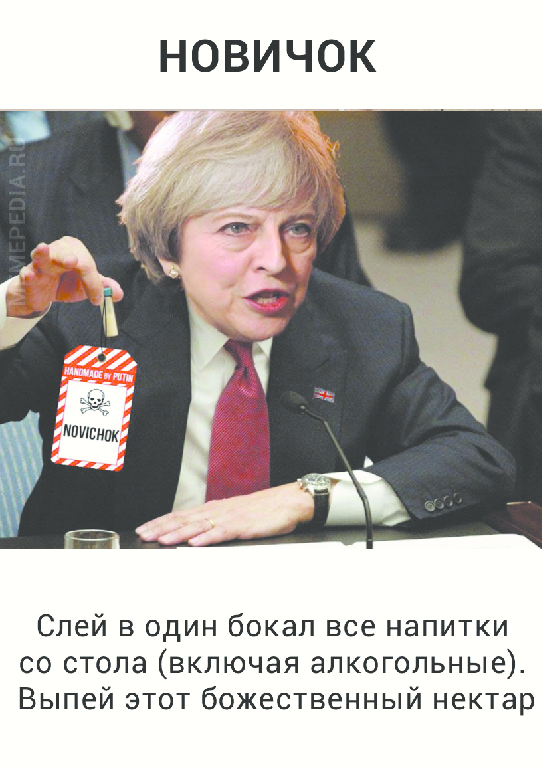 НОВИЧОК
MEMEPEDIA.RU
HANDMADE BY PUTIN
NOVICHOK
Слей в один бокал все напитки
со стола (включая алкогольные).
Выпей этот божественный нектар